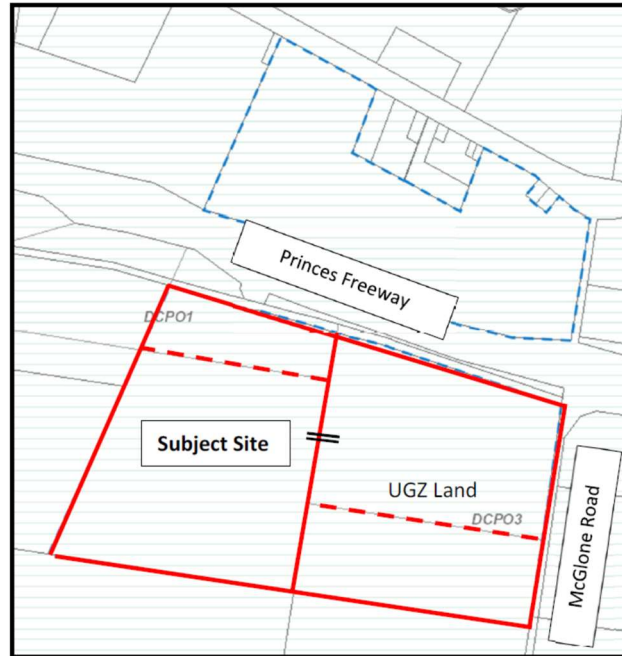 Princes Freeway
DCPO1
Subject Site
UGZ Land
DCPO3
McGlone Road